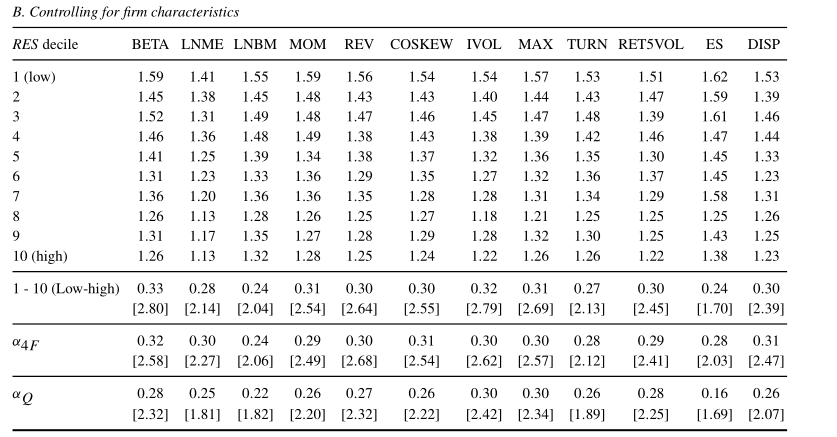 B. Controlling for firm characteristics
RES decile BETA LNME LNBM MOM REV COSKEW IVOL MAX TURN RET5VOL ES DISP
1 (low) 1.59 1.41 1.55 1.59 1.56 1.54 1.54 1.57 1.53 1.51 1.62 1.53
2 1.45 1.38 1.45 1.48 1.43 1.43 1.40 1.44 1.43 1.47 1.59 1.39
3 1.52 1.31 1.49 1.48 1.47 1.46 1.45 1.47 1.48 1.39 1.61 1.46
4 1.46 1.36 1.48 1.49 1.38 1.43 1.38 1.39 1.42 1.46 1.47 1.44
5 1.41 1.25 1.39 1.34 1.38 1.37 1.32 1.36 1.35 1.30 1.45 1.33
6 1.31 1.23 1.33 1.36 1.29 1.35 1.27 1.32 1.36 1.37 1.45 1.23
7 1.36 1.20 1.36 1.36 1.35 1.28 1.28 1.31 1.34 1.29 1.58 1.31
8 1.26 1.13 1.28 1.26 1.25 1.27 1.18 1.21 1.25 1.25 1.25 1.26
9 1.31 1.17 1.35 1.27 1.28 1.29 1.28 1.32 1.30 1.25 1.43 1.25
10 (high) 1.26 1.13 1.32 1.28 1.25 1.24 1.22 1.26 1.26 1.22 1.38 1.23
1 - 10 (Low-high) 0.33 0.28 0.24 0.31 0.30 0.30 0.32 0.31 0.27 0.30 0.24 0.30
[2.80] [2.14] [2.04] [2.54] [2.64] [2.55] [2.79] [2.69] [2.13] [2.45] [1.70] [2.39]
α4F 0.32 0.30 0.24 0.29 0.30 0.31 0.30 0.30 0.28 0.29 0.28 0.31
[2.58] [2.27] [2.06] [2.49] [2.68] [2.54] [2.62] [2.57] [2.12] [2.41] [2.03] [2.47]
αQ 0.28 0.25 0.22 0.26 0.27 0.26 0.30 0.30 0.26 0.28 0.16 0.26
[2.32] [1.81] [1.82] [2.20] [2.32] [2.22] [2.42] [2.34] [1.89] [2.25] [1.69] [2.07]